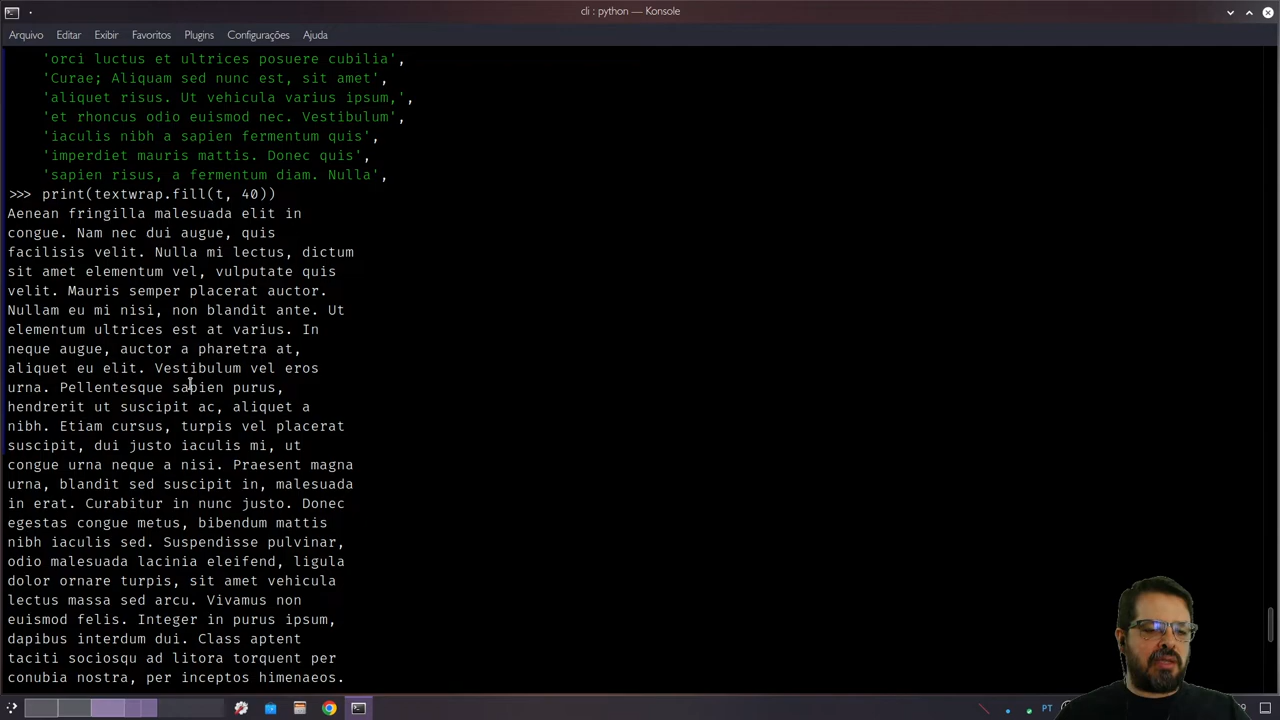 cli : python — Konsole
Arquivo Editar Exibir Favoritos Plugins Configurações Ajuda
'orci luctus et ultrices posuere cubilia',
'Curae; Aliquam sed nunc est, sit amet',
'aliquet risus. Ut vehicula varius ipsum,',
'et rhoncus odio euismod nec. Vestibulum',
'iaculis nibh a sapien fermentum quis',
'imperdiet mauris mattis. Donec quis',
'sapien risus, a fermentum diam. Nulla',
>>> print(textwrap.fill(t, 40))
Aenean fringilla malesuada elit in
congue. Nam nec dui augue, quis
facilisis velit. Nulla mi lectus, dictum
sit amet elementum vel, vulputate quis
velit. Mauris semper placerat auctor.
Nullam eu mi nisi, non blandit ante. Ut
elementum ultrices est at varius. In
neque augue, auctor a pharetra at,
aliquet eu elit. Vestibulum vel eros
urna. Pellentesque sapien purus,
hendrerit ut suscipit ac, aliquet a
nibh. Etiam cursus, turpis vel placerat
suscipit, dui justo iaculis mi, ut
congue urna neque a nisi. Praesent magna
urna, blandit sed suscipit in, malesuada
in erat. Curabitur in nunc justo. Donec
egestas congue metus, bibendum mattis
nibh iaculis sed. Suspendisse pulvinar,
odio malesuada lacinia eleifend, ligula
dolor ornare turpis, sit amet vehicula
lectus massa sed arcu. Vivamus non
euismod felis. Integer in purus ipsum,
dapibus interdum dui. Class aptent
taciti sociosqu ad litora torquent per
conubia nostra, per inceptos himenaeos.
PT